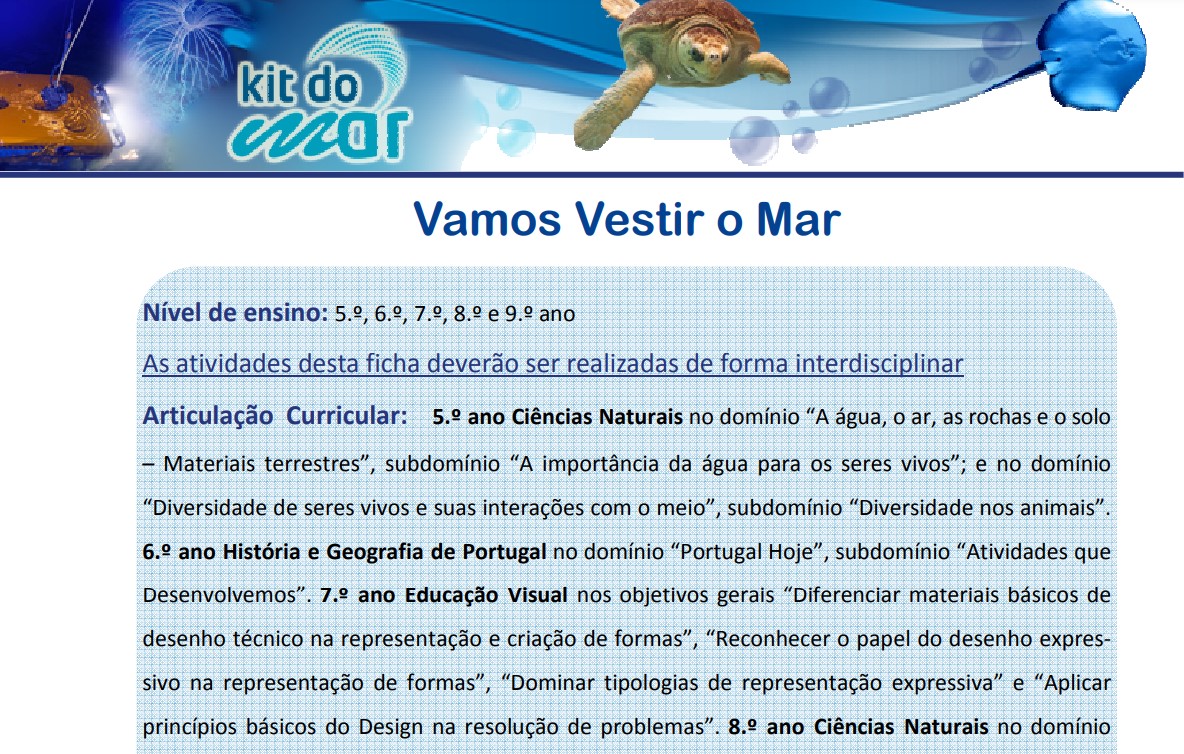 kit do
mar
Vamos Vestir o Mar
Nível de ensino: 5.º, 6.º, 7.º, 8.º e 9.º ano
As atividades desta ficha deverão ser realizadas de forma interdisciplinar
Articulação Curricular: 5.º ano Ciências Naturais no domínio “A água, o ar, as rochas e o solo
– Materiais terrestres”, subdomínio “A importância da água para os seres vivos”; e no domínio
“Diversidade de seres vivos e suas interações com o meio”, subdomínio “Diversidade nos animais”.
6.º ano História e Geografia de Portugal no domínio “Portugal Hoje”, subdomínio “Atividades que
Desenvolvemos”. 7.º ano Educação Visual nos objetivos gerais “Diferenciar materiais básicos de
desenho técnico na representação e criação de formas”, “Reconhecer o papel do desenho expres-
sivo na representação de formas”, “Dominar tipologias de representação expressiva” e “Aplicar
princípios básicos do Design na resolução de problemas”. 8.º ano Ciências Naturais no domínio